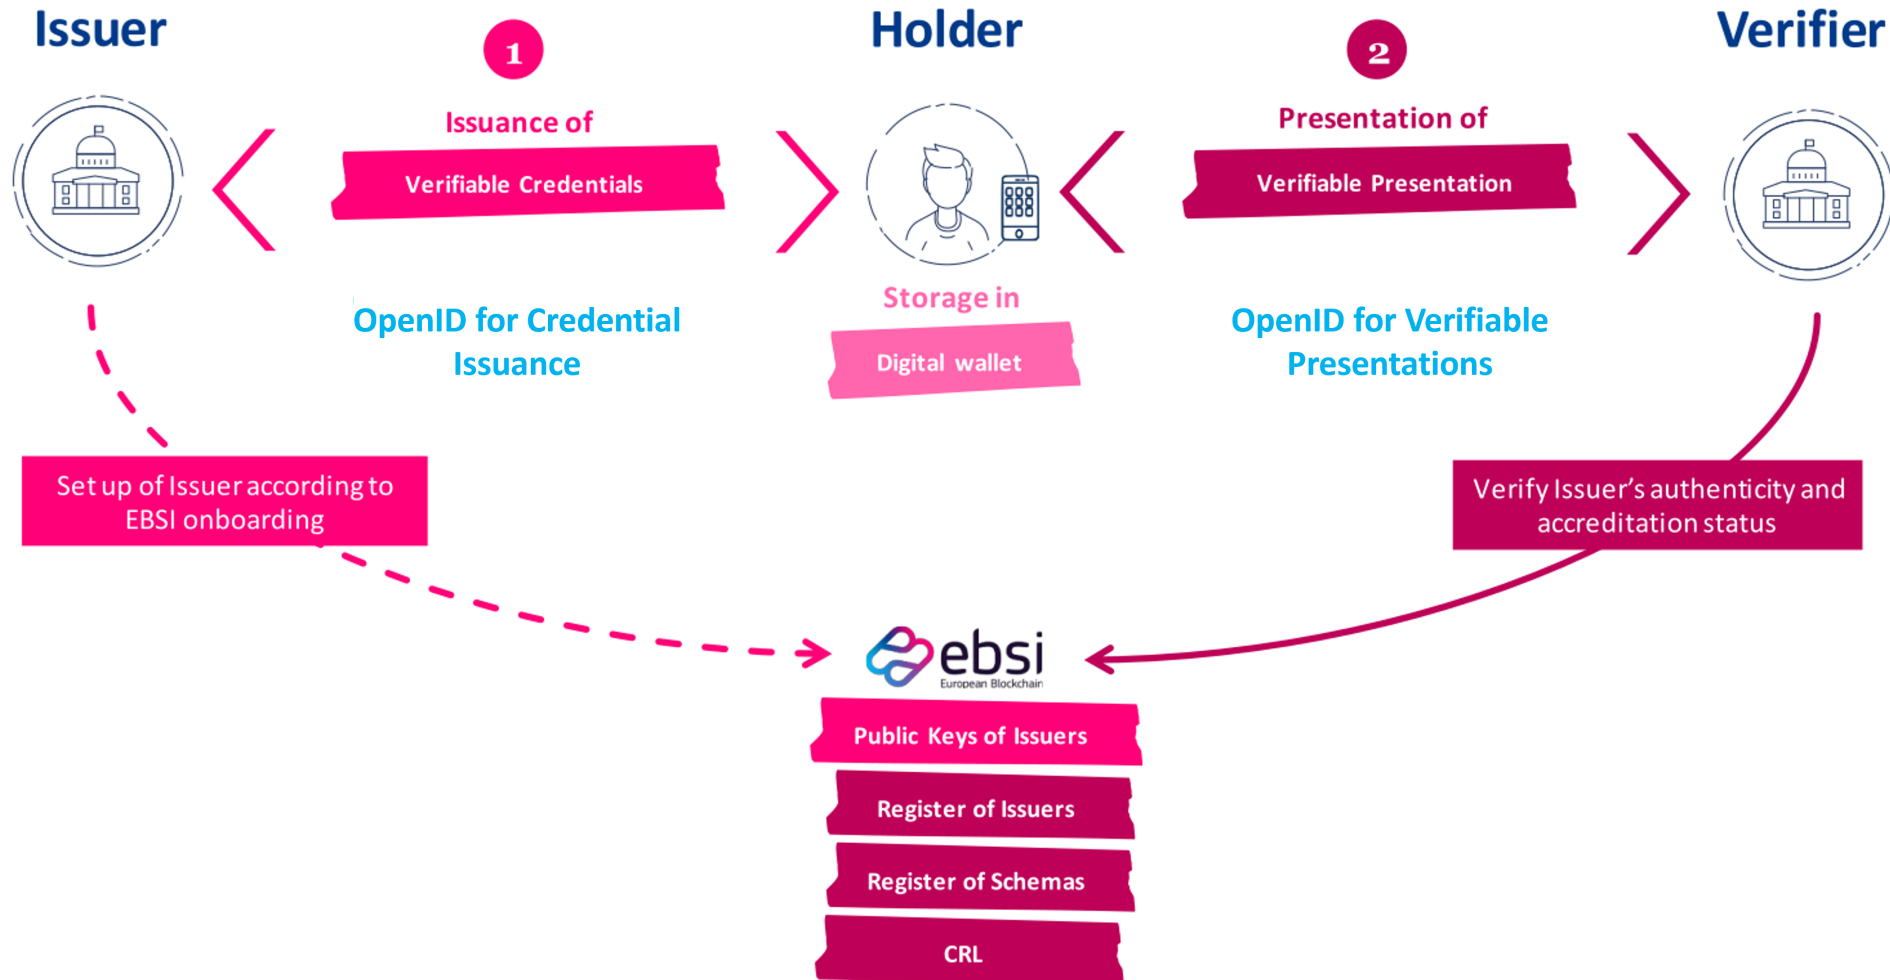 Issuer
Holder
Verifier
1
2
Issuance of
Verifiable Credentials
Presentation of
Verifiable Presentation
OpenID for Credential
Issuance
Storage in
Digital wallet
OpenID for Verifiable
Presentations
Set up of Issuer according to
EBSI onboarding
Verify Issuer's authenticity and
accreditation status
ebsi
European Blockchain
Public Keys of Issuers
Register of Issuers
Register of Schemas
CRL